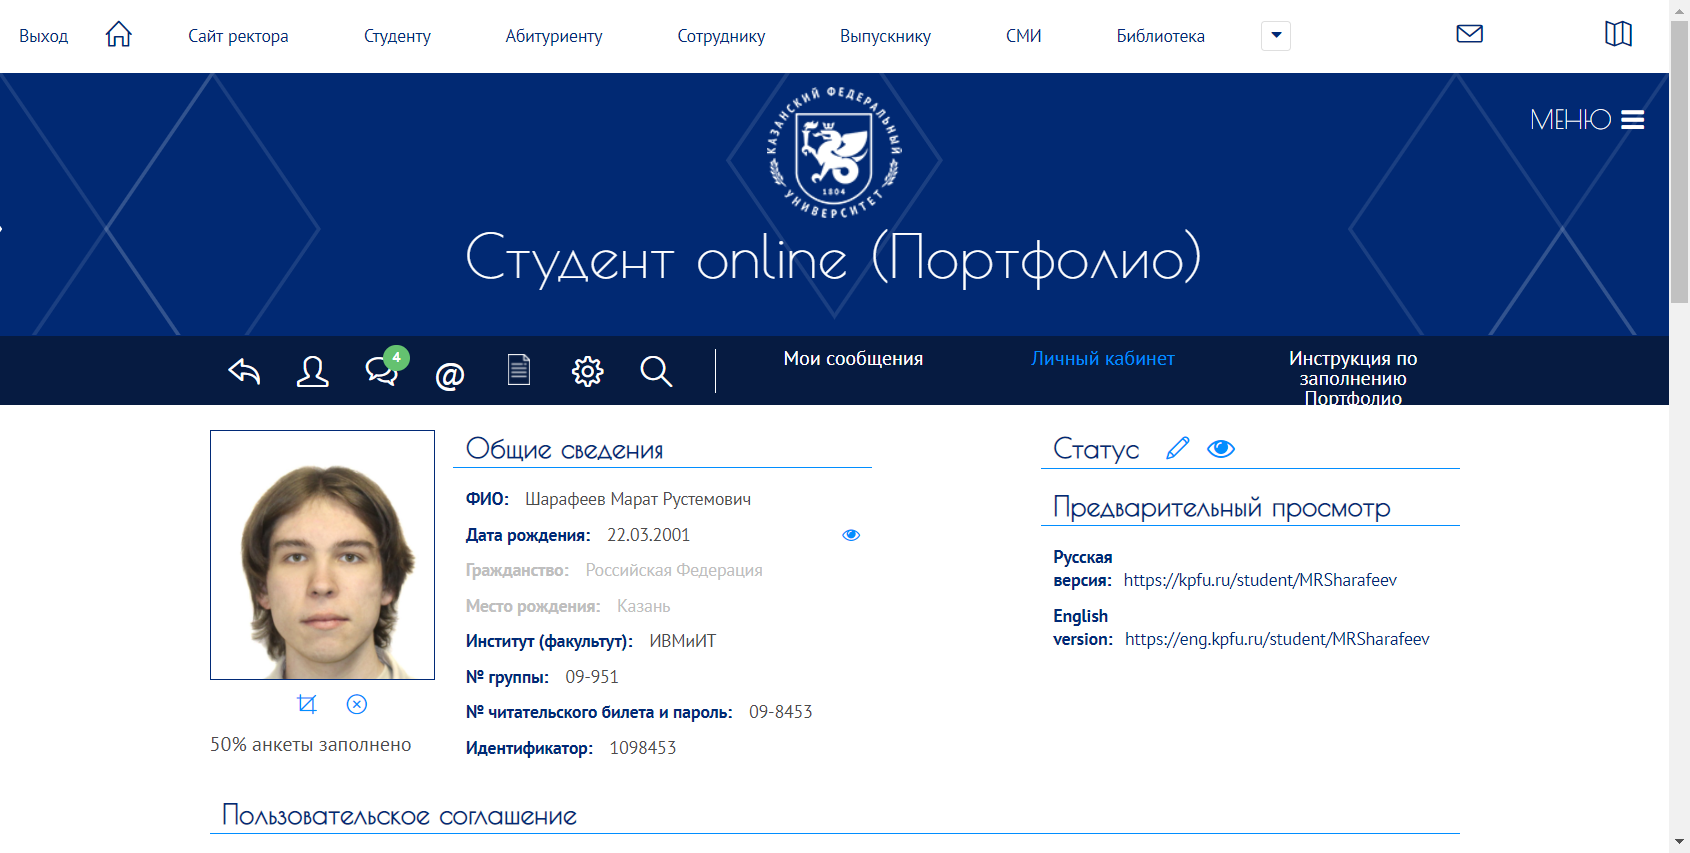 Выход
Сайт ректора
Студенту
Абитуриенту
Сотруднику
Выпускнику
СМИ
Библиотека
КАЗАНСКИЙ ФЕДЕРАЛЬНЫЙ
1804
УНИВЕРСИТЕТ
МЕНЮ
Студент online (Портфолио)
4
@
Мои сообщения
Личный кабинет
Инструкция по
заполнению
Портфолио
50% анкеты заполнено
Общие сведения
ФИО: Шарафеев Марат Рустемович
Дата рождения: 22.03.2001
Гражданство: Российская Федерация
Место рождения: Казань
Институт (факультут): ИВМиИТ
№ группы: 09-951
№ читательского билета и пароль: 09-8453
Идентификатор: 1098453
Статус
Предварительный просмотр
Русская
версия: https://kpfu.ru/student/MRSharafeev
English
version: https://eng.kpfu.ru/student/MRSharafeev
Пользовательское соглашение